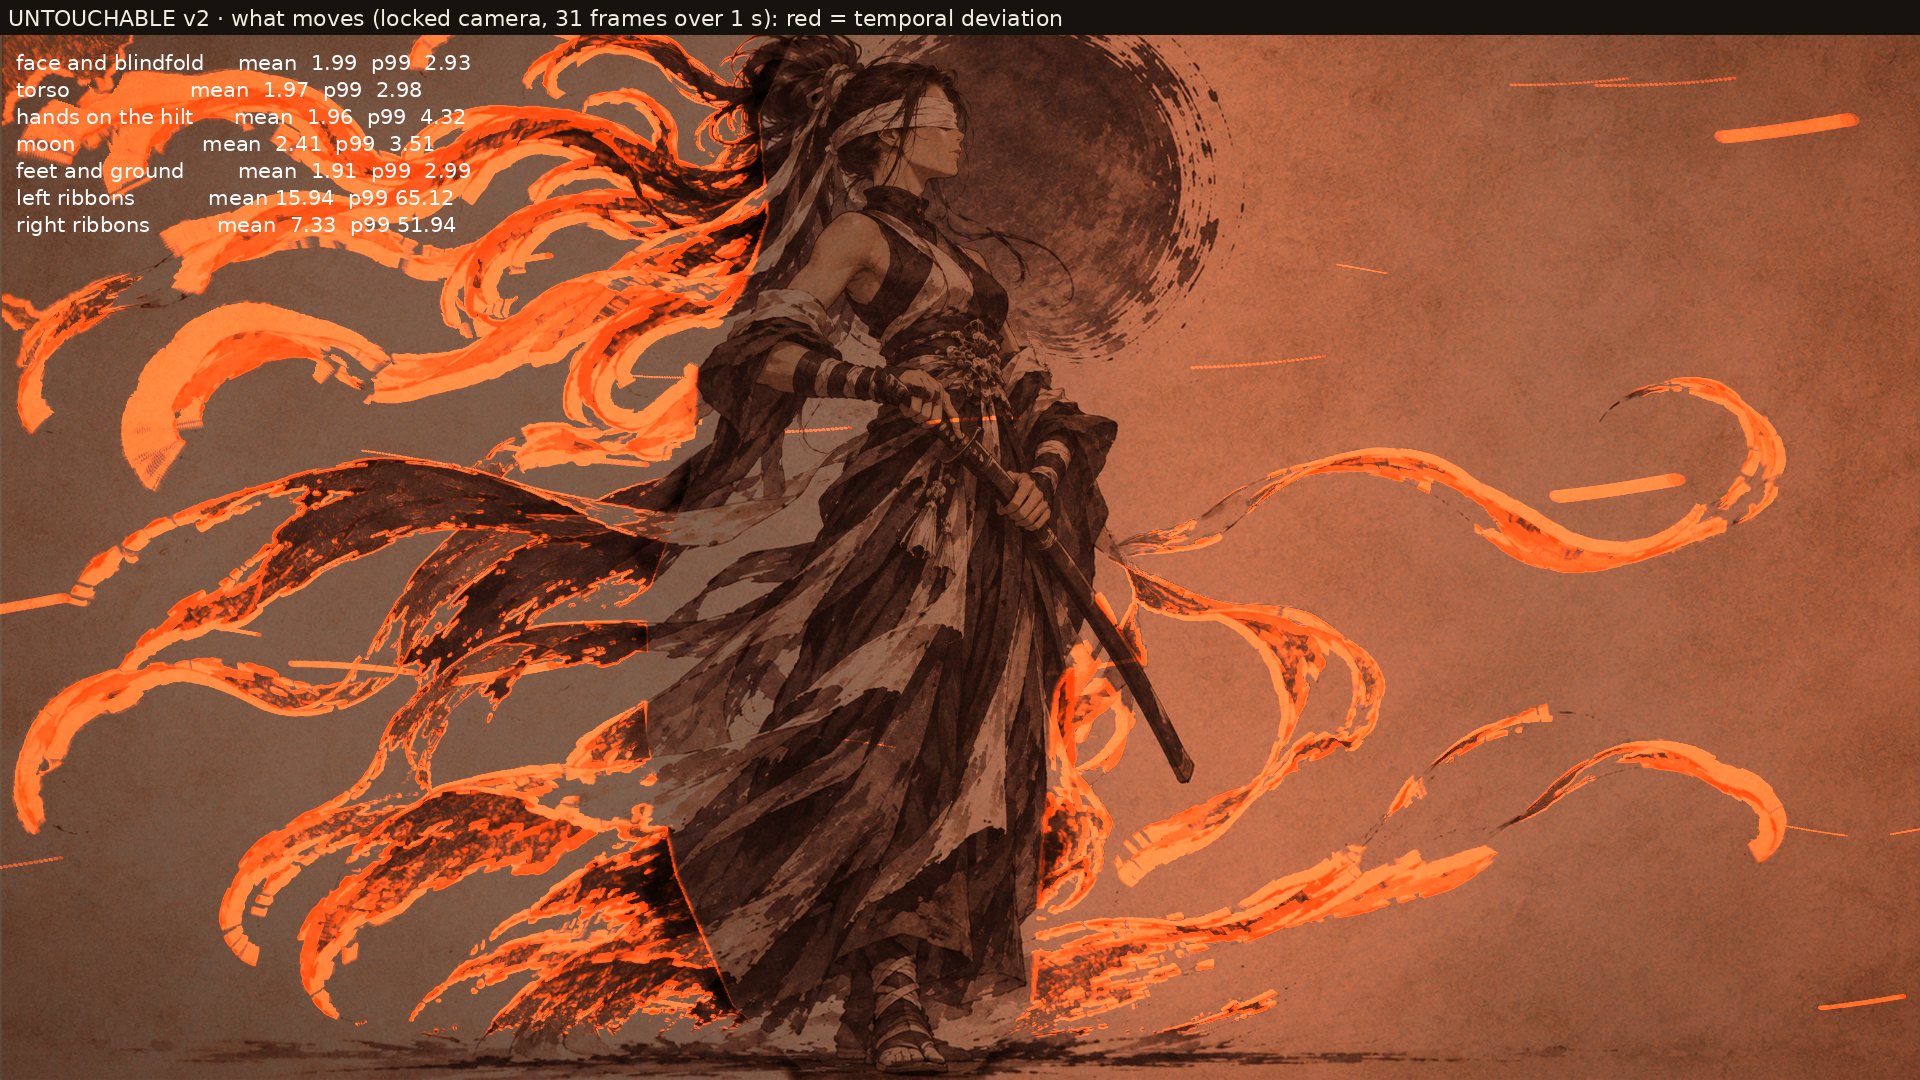 UNTOUCHABLE v2 · what moves (locked camera, 31 frames over 1 s): red = temporal deviation
face and blindfold mean 1.99 p99 2.93
torso mean 1.97 p99 2.98
hands on the hilt mean 1.96 p99 4.32
moon mean 2.41 p99 3.51
feet and ground mean 1.91 p99 2.99
left ribbons mean 15.94 p99 65.12
right ribbons mean 7.33 p99 51.94